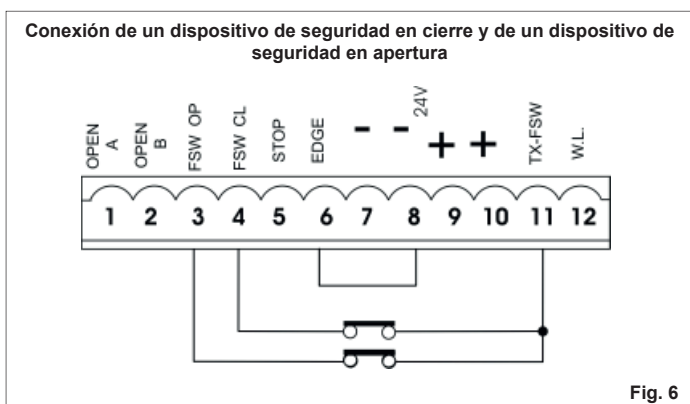 Conexión de un dispositivo de seguridad en cierre y de un dispositivo de
seguridad en apertura
OPEN A
OPEN B
FSW OP
FSW CL
STOP
EDGE
- - 24V
+ +
TX-FSW
W.L.
1 2 3 4 5 6 7 8 9 10 11 12
Fig. 6